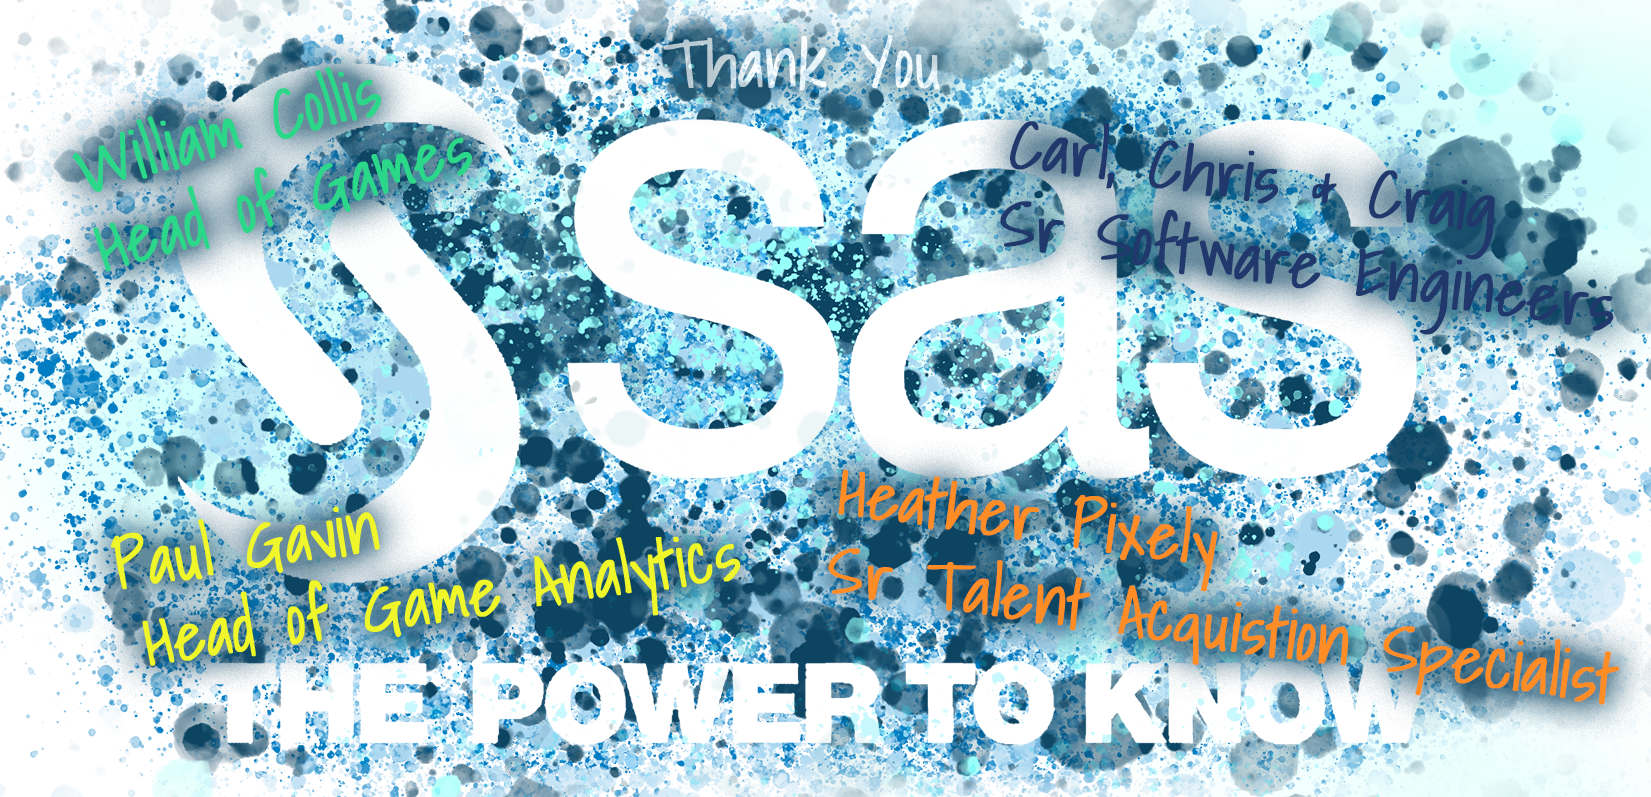 Thank You
William Collis
Head of Games
sas
Carl, Chris & Craig
Sr Software Engineers
Paul Gavin
Head of Game Analytics
Heather Pixely
Sr Talent Acquistion Specialist
THE POWER TO KNOW